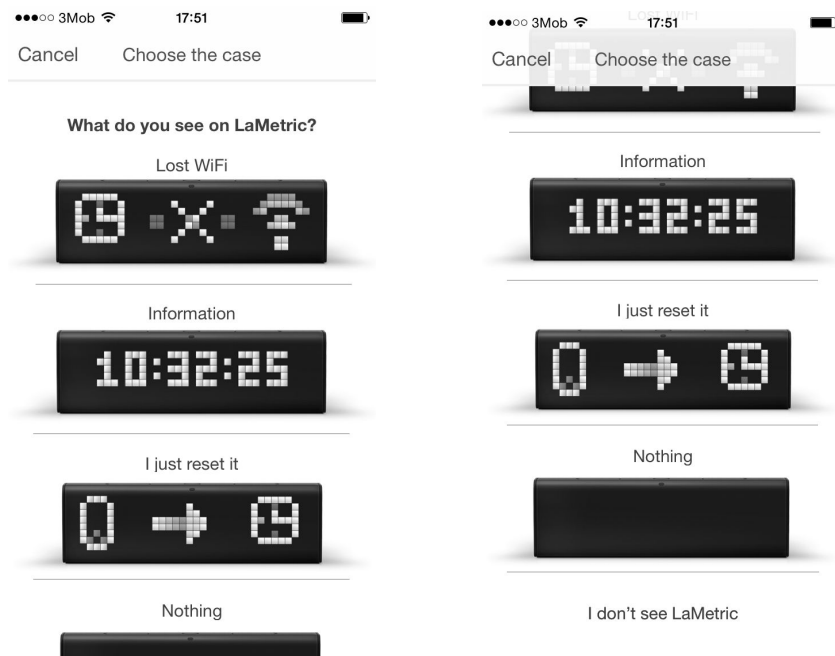 3Mob 17:51
Cancel Choose the case
What do you see on LaMetric?
Lost WiFi
Information
10:32:25
I just reset it
Nothing
3Mob 17:51
Lost WiFi
Cancel Choose the case
Information
10:32:25
I just reset it
Nothing
I don't see LaMetric